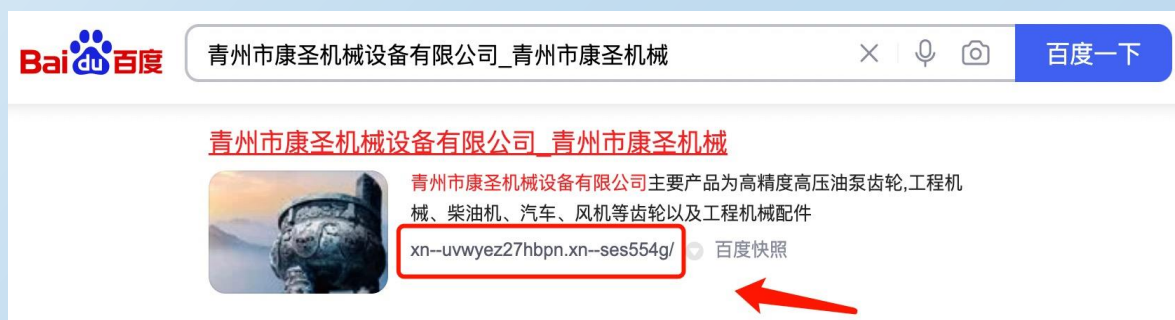 Bai du 百度
青州市康圣机械设备有限公司_青州市康圣机械
百度一下
青州市康圣机械设备有限公司_青州市康圣机械
青州市康圣机械设备有限公司主要产品为高精度高压油泵齿轮,工程机
械、柴油机、汽车、风机等齿轮以及工程机械配件
xn--uvwyez27hbpn.xn--ses554g/ 百度快照